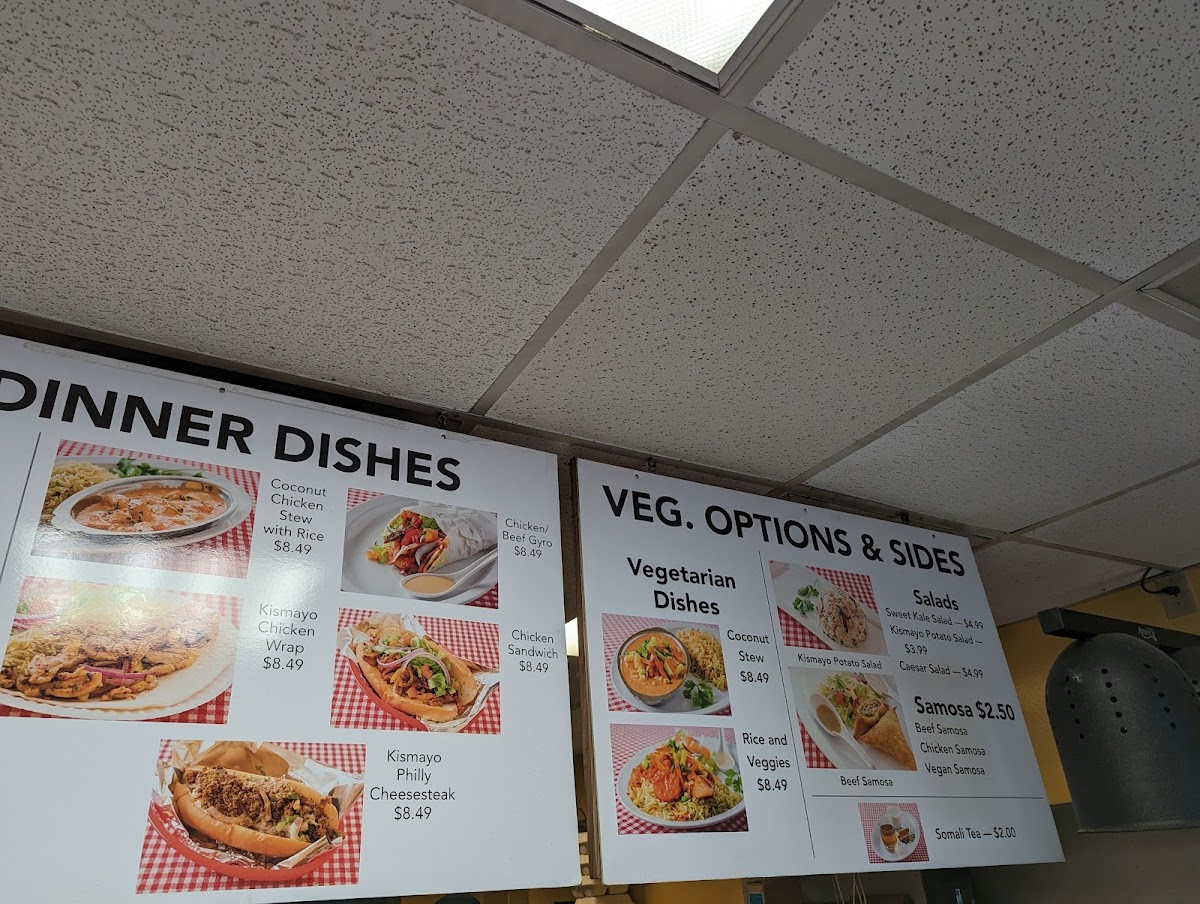 DINNER DISHES
Coconut
Chicken
Stew
with Rice
$8.49
Chicken/
Beef Gyro
$8.49
Kismayo
Chicken
Wrap
$8.49
Chicken
Sandwich
$8.49
Kismayo
Philly
Cheesesteak
$8.49
VEG. OPTIONS & SIDES
Vegetarian
Dishes
Coconut
Stew
$8.49
Rice and
Veggies
$8.49
Kismayo Potato Salad
Salads
Sweet Kale Salad — $4.99
Kismayo Potato Salad —
$3.99
Caesar Salad — $4.99
Beef Samosa
Samosa $2.50
Beef Samosa
Chicken Samosa
Vegan Samosa
Somali Tea — $2.00